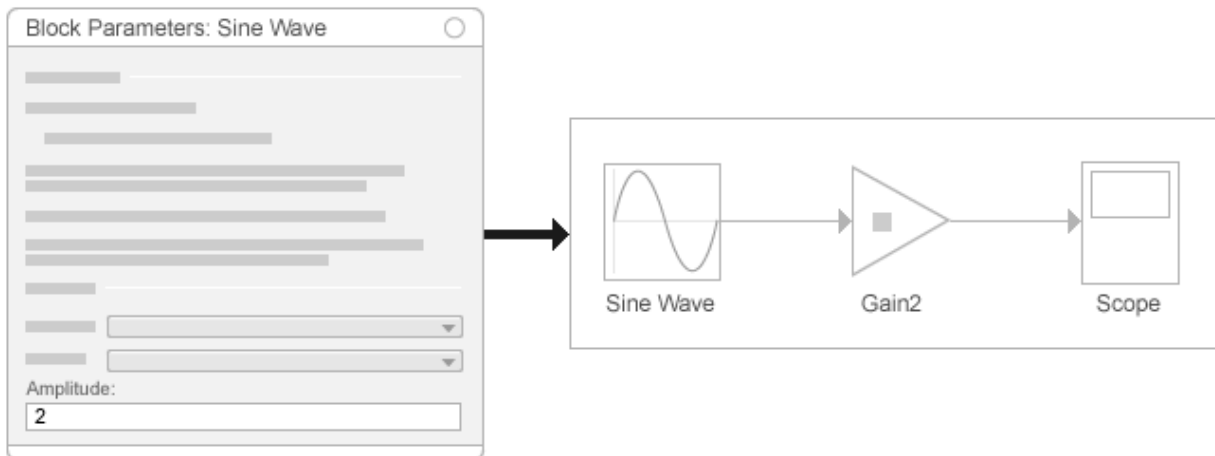 Block Parameters: Sine Wave
Amplitude:
2
Sine Wave
Gain2
Scope